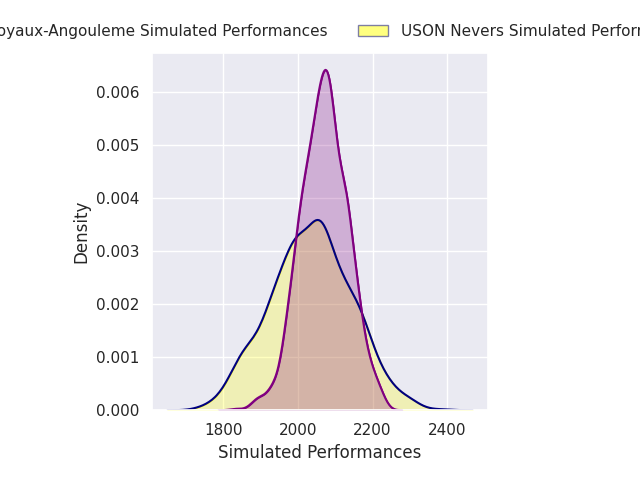 oyaux-Angouleme Simulated Performances USON Nevers Simulated Perfor
0.006
0.005
0.004
0.003
0.002
0.001
0.000
Density
1800 2000 2200 2400
Simulated Performances